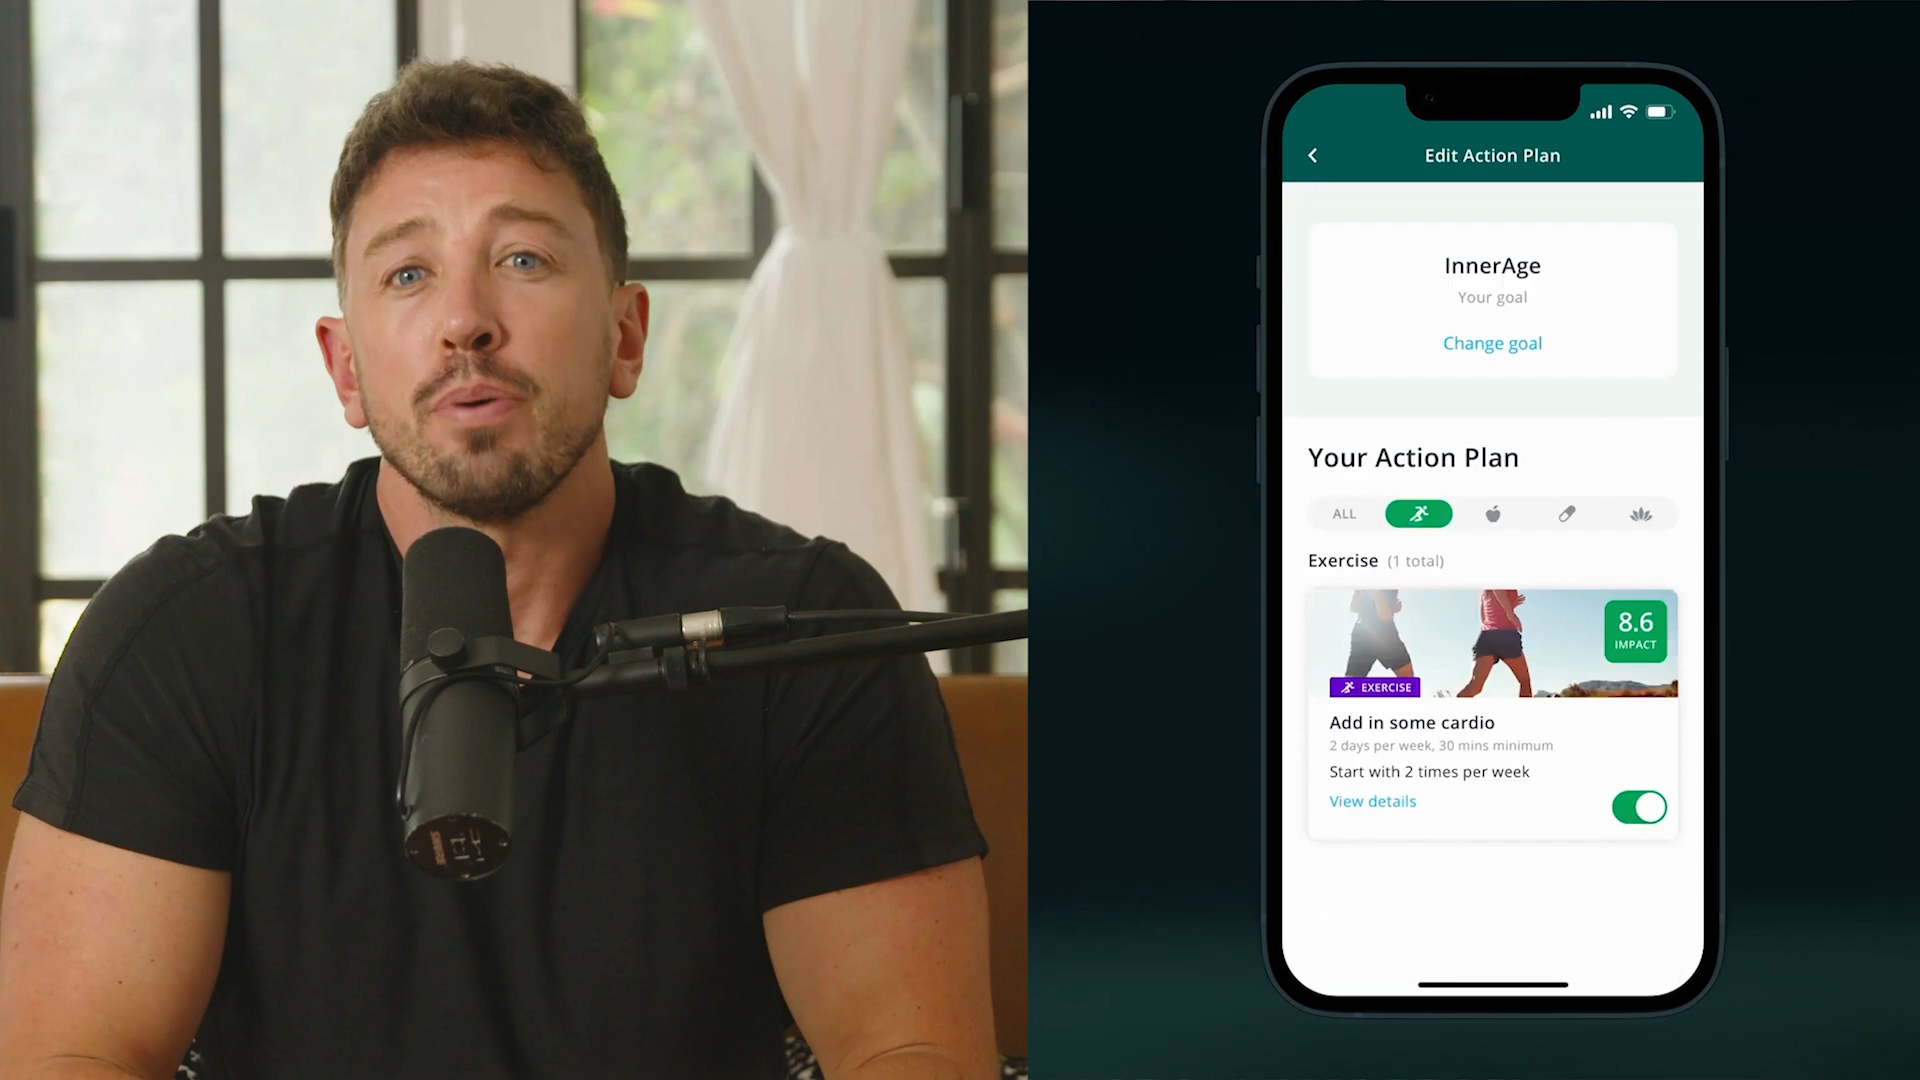 Edit Action Plan
InnerAge
Your goal
Change goal
Your Action Plan
ALL
Exercise (1 total)
8.6
IMPACT
EXERCISE
Add in some cardio
2 days per week, 30 mins minimum
Start with 2 times per week
View details